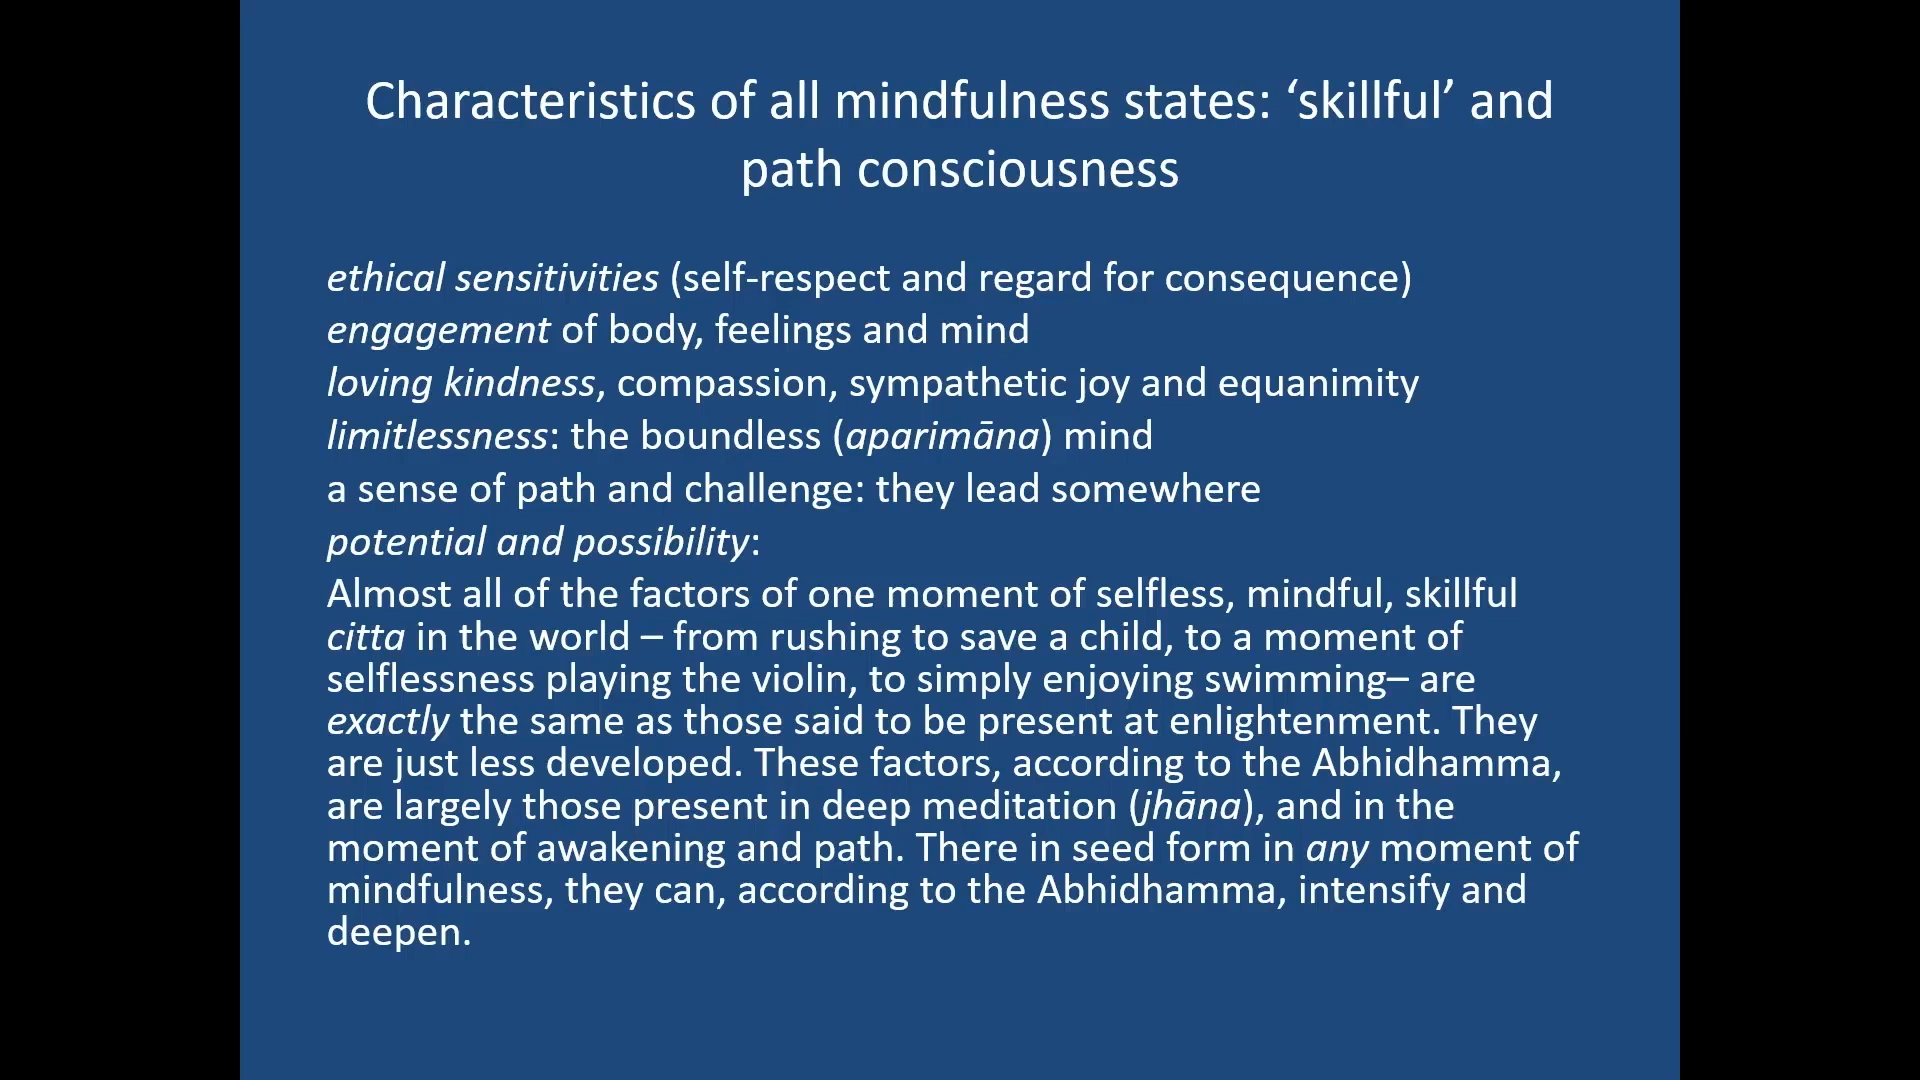 Characteristics of all mindfulness states: ‘skillful’ and
path consciousness
ethical sensitivities (self-respect and regard for consequence)
engagement of body, feelings and mind
loving kindness, compassion, sympathetic joy and equanimity
limitlessness: the boundless (aparimāna) mind
a sense of path and challenge: they lead somewhere
potential and possibility:
Almost all of the factors of one moment of selfless, mindful, skillful
citta in the world – from rushing to save a child, to a moment of
selflessness playing the violin, to simply enjoying swimming– are
exactly the same as those said to be present at enlightenment. They
are just less developed. These factors, according to the Abhidhamma,
are largely those present in deep meditation (jhāna), and in the
moment of awakening and path. There in seed form in any moment of
mindfulness, they can, according to the Abhidhamma, intensify and
deepen.